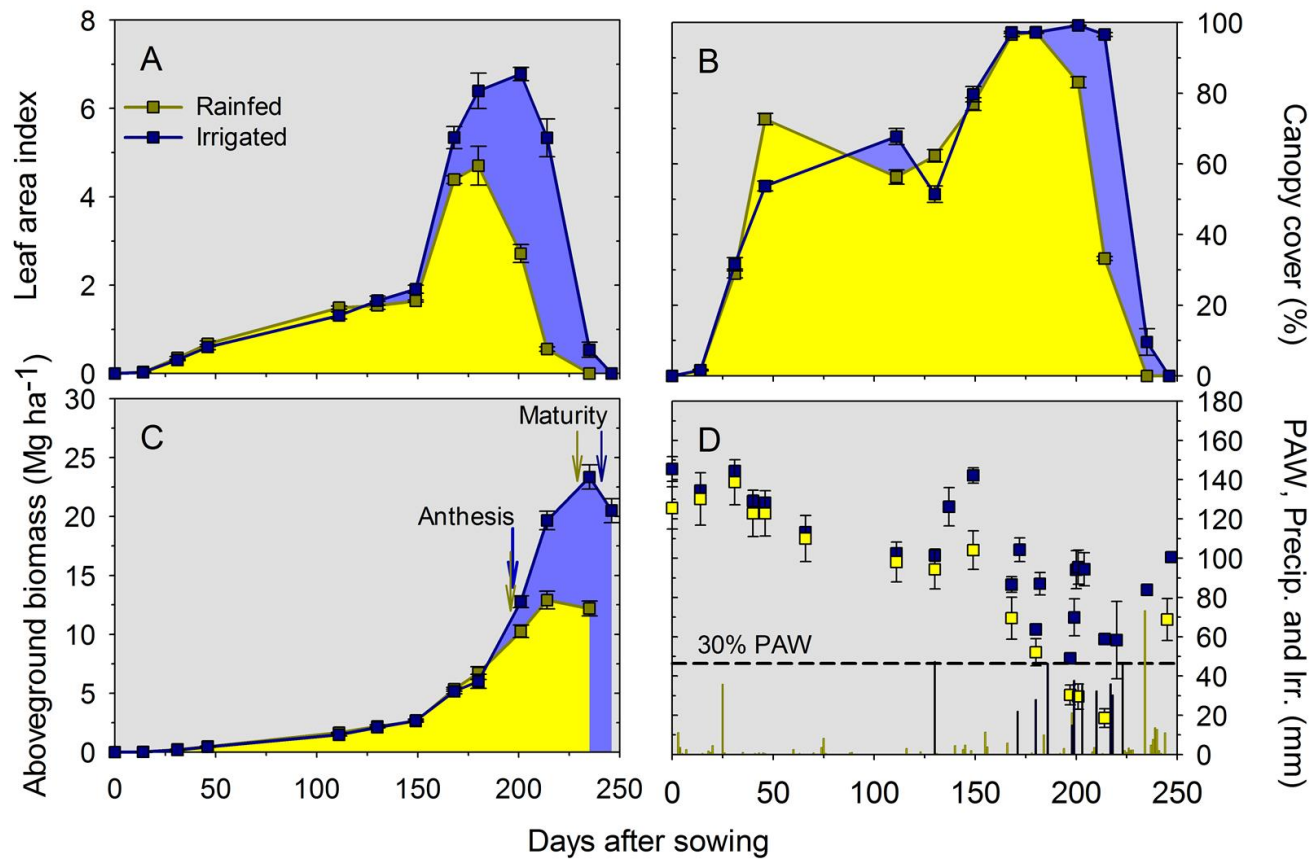 8
6
4
2
0
Leaf area index
A
Rainfed
Irrigated
B
100
80
60
40
20
0
Canopy cover (%)
30
25
20
15
10
5
0
Aboveground biomass (Mg ha-1)
C
Maturity
Anthesis
0 50 100 150 200 250
D
30% PAW
180
160
140
120
100
80
60
40
20
0
PAW, Precip. and Irr. (mm)
0 50 100 150 200 250
Days after sowing